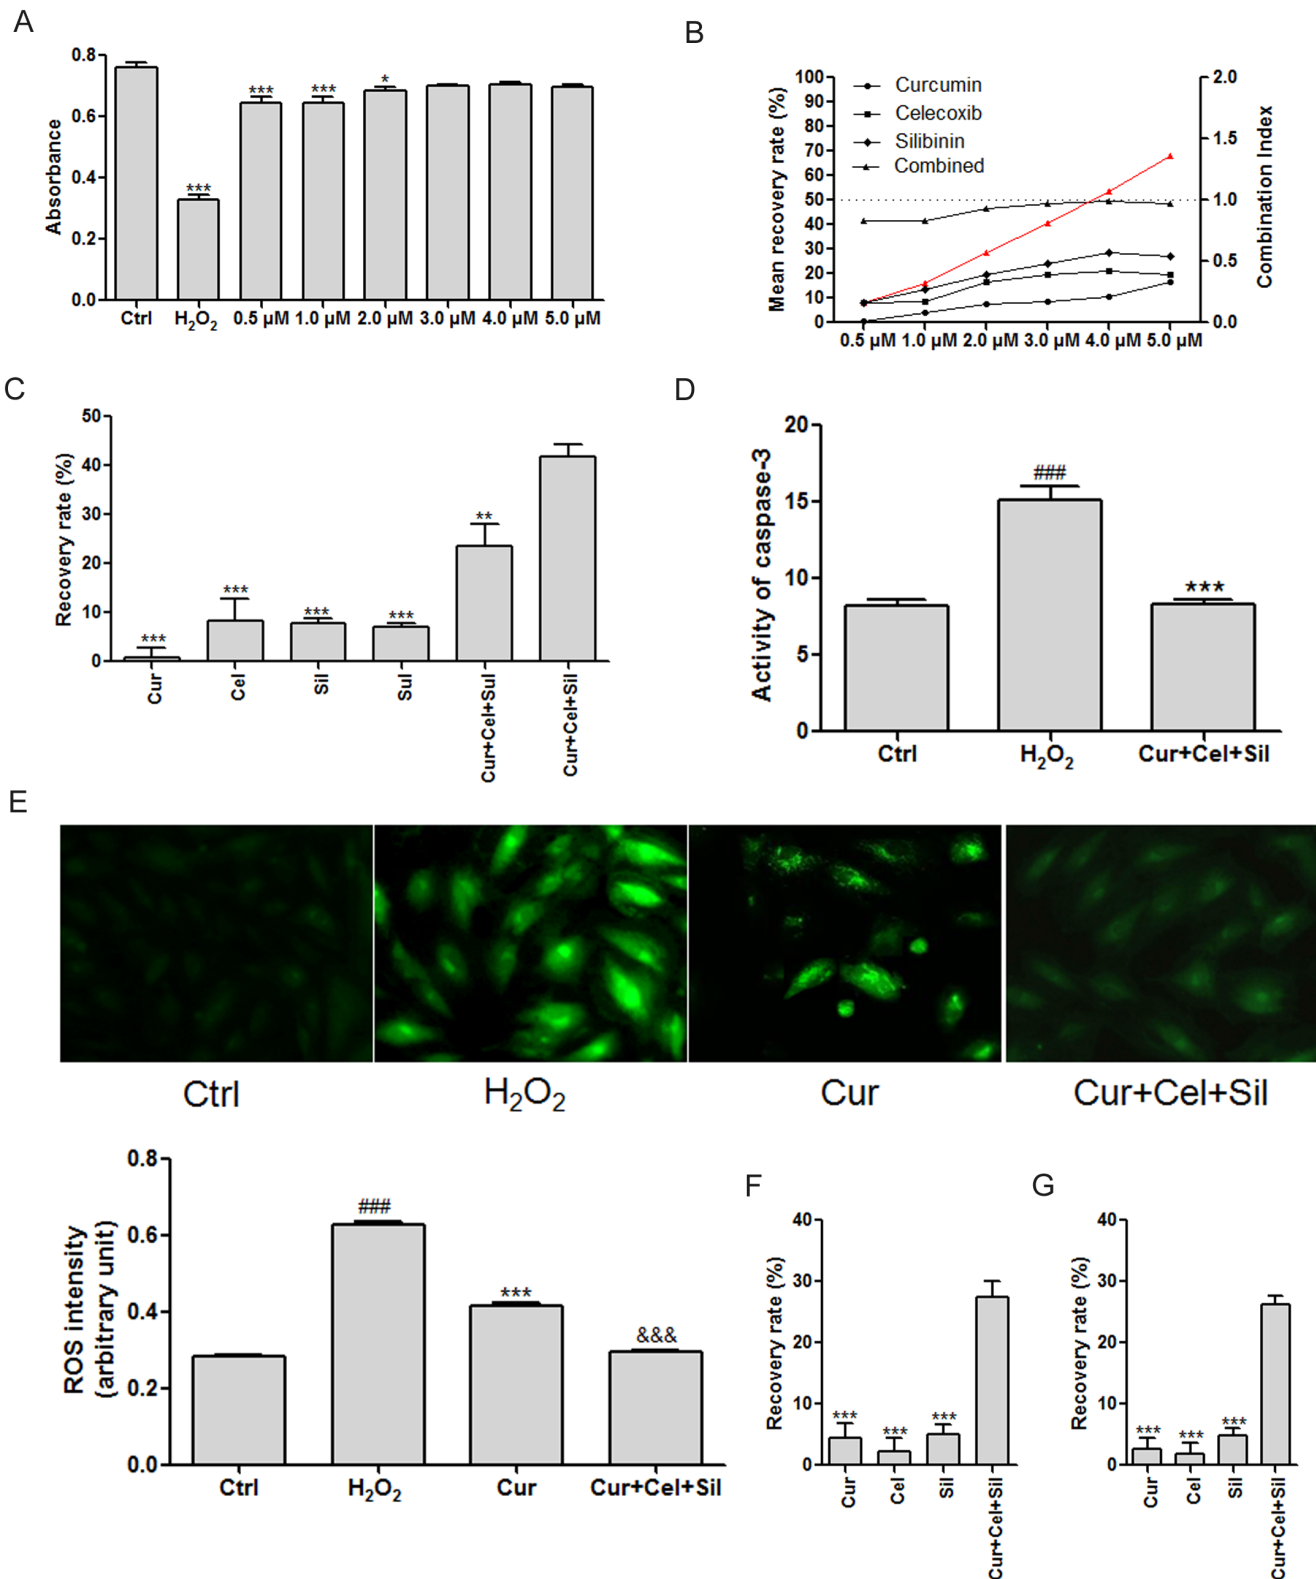 A
Absorbance
0.8
0.6
0.4
0.2
0.0
***
***
***
*
Ctrl
H₂O₂
0.5 µM
1.0 µM
2.0 µM
3.0 µM
4.0 µM
5.0 µM
B
Mean recovery rate (%)
100
90
80
70
60
50
40
30
20
10
0
Curcumin
Celecoxib
Silibinin
Combined
2.0
1.5
1.0
0.5
0.0
Combination Index
0.5 µM
1.0 µM
2.0 µM
3.0 µM
4.0 µM
5.0 µM
C
Recovery rate (%)
50
40
30
20
10
0
***
***
***
***
**
Cur
Cel
Sil
Sul
Cur+Cel+Sul
Cur+Cel+Sil
D
Activity of caspase-3
20
15
10
5
0
###
***
Ctrl
H₂O₂
Cur+Cel+Sil
E
Ctrl
H₂O₂
Cur
Cur+Cel+Sil
ROS intensity
(arbitrary unit)
0.8
0.6
0.4
0.2
0.0
###
***
&&&
Ctrl
H₂O₂
Cur
Cur+Cel+Sil
F
Recovery rate (%)
40
30
20
10
0
***
***
***
Cur
Cel
Sil
Cur+Cel+Sil
G
Recovery rate (%)
40
30
20
10
0
***
***
***
Cur
Cel
Sil
Cur+Cel+Sil